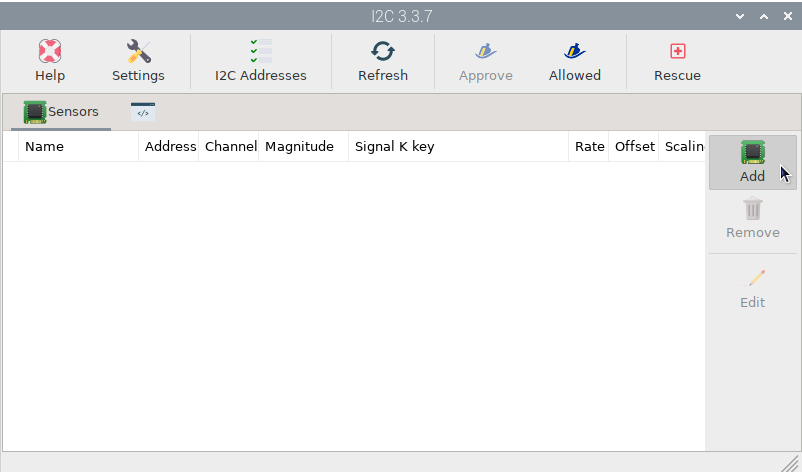 I2C 3.3.7
Help Settings I2C Addresses Refresh Approve Allowed Rescue
Sensors </>
Name Address Channel Magnitude Signal K key Rate Offset Scalin
Add
Remove
Edit